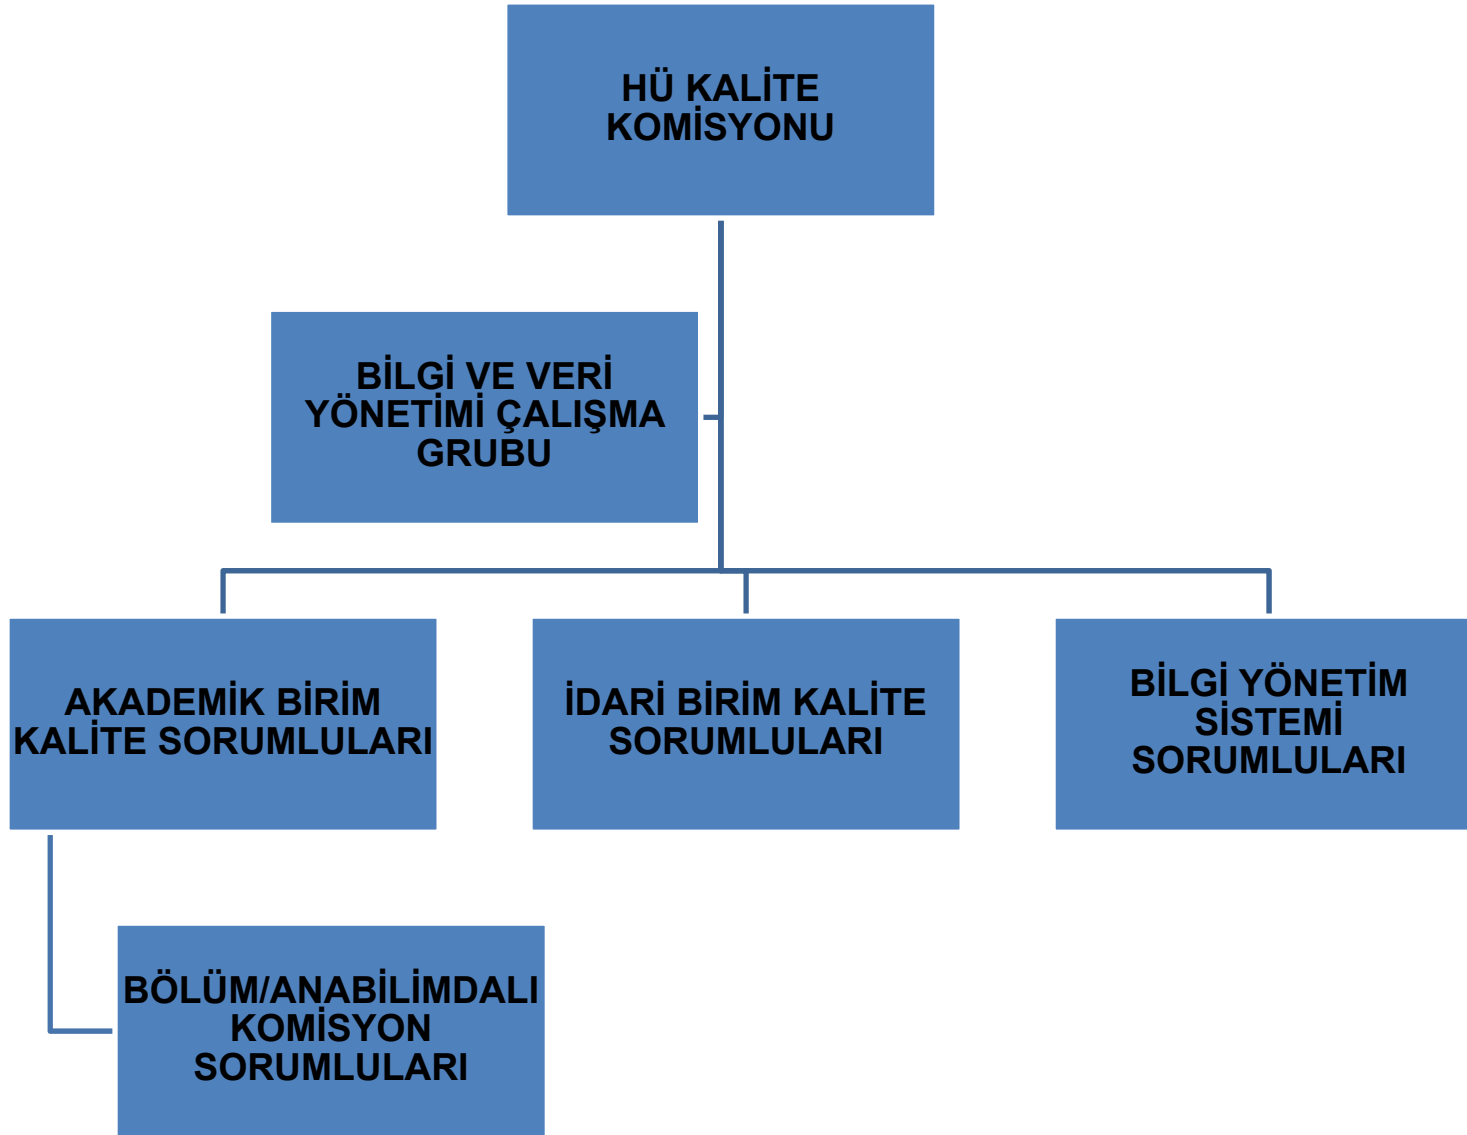 HÜ KALİTE
KOMİSYONU
BİLGİ VE VERİ
YÖNETİMİ ÇALIŞMA
GRUBU
AKADEMİK BİRİM
KALİTE SORUMLULARI
İDARİ BİRİM KALİTE
SORUMLULARI
BİLGİ YÖNETİM
SİSTEMİ
SORUMLULARI
BÖLÜM/ANABİLİMDALI
KOMİSYON
SORUMLULARI